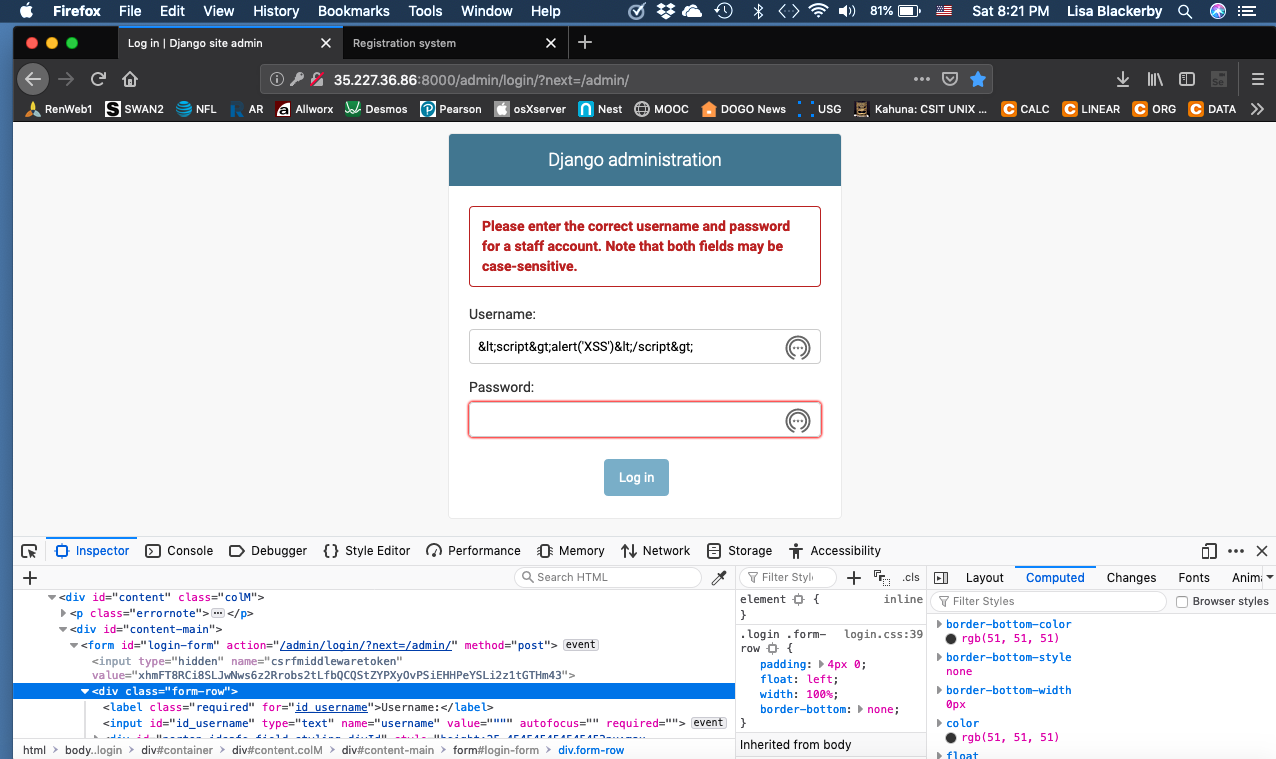 Firefox File Edit View History Bookmarks Tools Window Help 81% Sat 8:21 PM Lisa Blackerby
Log in | Django site admin Registration system
35.227.36.86:8000/admin/login/?next=/admin/
RenWeb1 SWAN2 NFL AR Allworx Desmos Pearson osXserver Nest MOOC DOGO News USG Kahuna: CSIT UNIX ... CALC LINEAR ORG DATA
Django administration
Please enter the correct username and password
for a staff account. Note that both fields may be
case-sensitive.
Username:
&lt;script&gt;alert('XSS')&lt;/script&gt;
Password:
Log in
Inspector Console Debugger Style Editor Performance Memory Network Storage Accessibility
Search HTML
<div id="content" class="colM">
<p class="errornote"></p>
<div id="content-main">
<form id="login-form" action="/admin/login/?next=/admin/" method="post"> event
<input type="hidden" name="csrfmiddlewaretoken"
value="xhmFT8RCi8SLJwNws6z2Rrobs2tLfbQCQStZYPXyOvPSiEHHPeYSLi2z1tGTHm43">
<div class="form-row">
<label class="required" for="id_username">Username:</label>
<input id="id_username" type="text" name="username" value="""" autofocus="" required=""> event
html body..login div#container div#content.colM div#content-main form#login-form div.form-row
Filter Styl .cls
element { inline
}
.login .form- login.css:39
row {
padding: 4px 0;
float: left;
width: 100%;
border-bottom: none;
}
Inherited from body
Layout Computed Changes Fonts Anim
Filter Styles Browser styles
border-bottom-color
rgb(51, 51, 51)
border-bottom-style
none
border-bottom-width
0px
color
rgb(51, 51, 51)
float